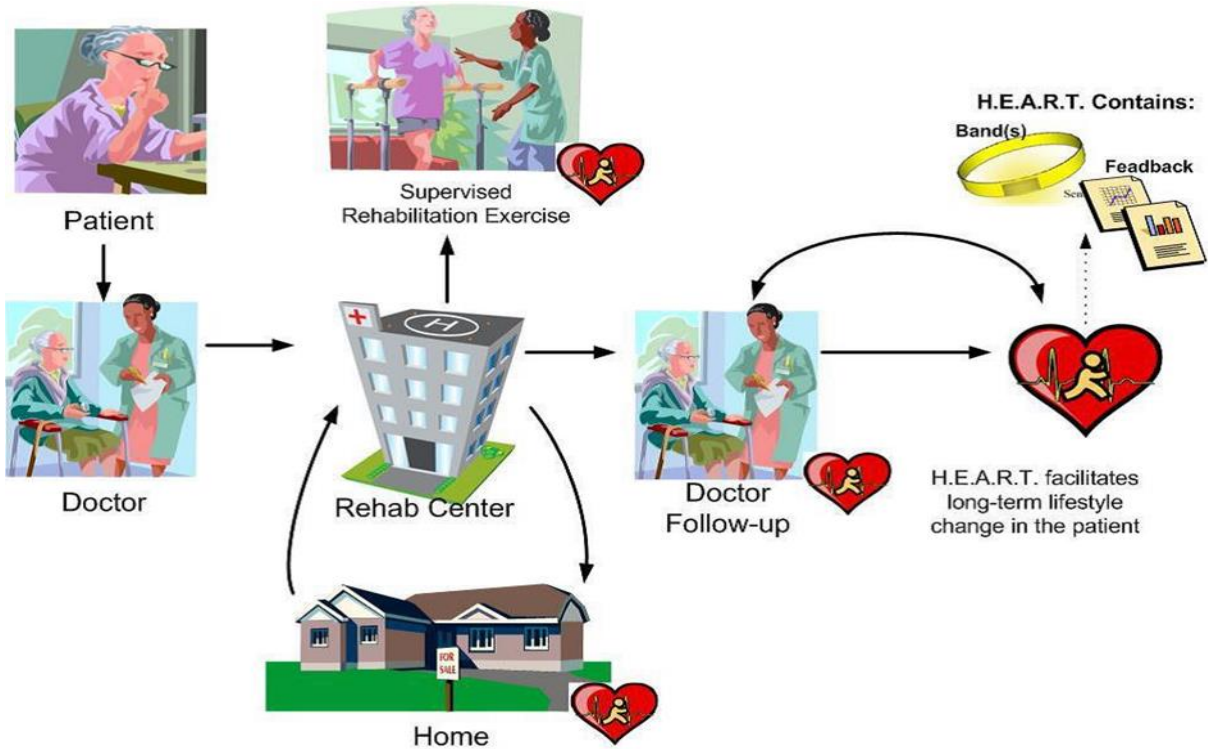 Patient
Doctor
Supervised
Rehabilitation Exercise
H
Rehab Center
FOR
SALE
Home
Doctor
Follow-up
H.E.A.R.T. Contains:
Band(s)
Feadback
Sen
H.E.A.R.T. facilitates
long-term lifestyle
change in the patient